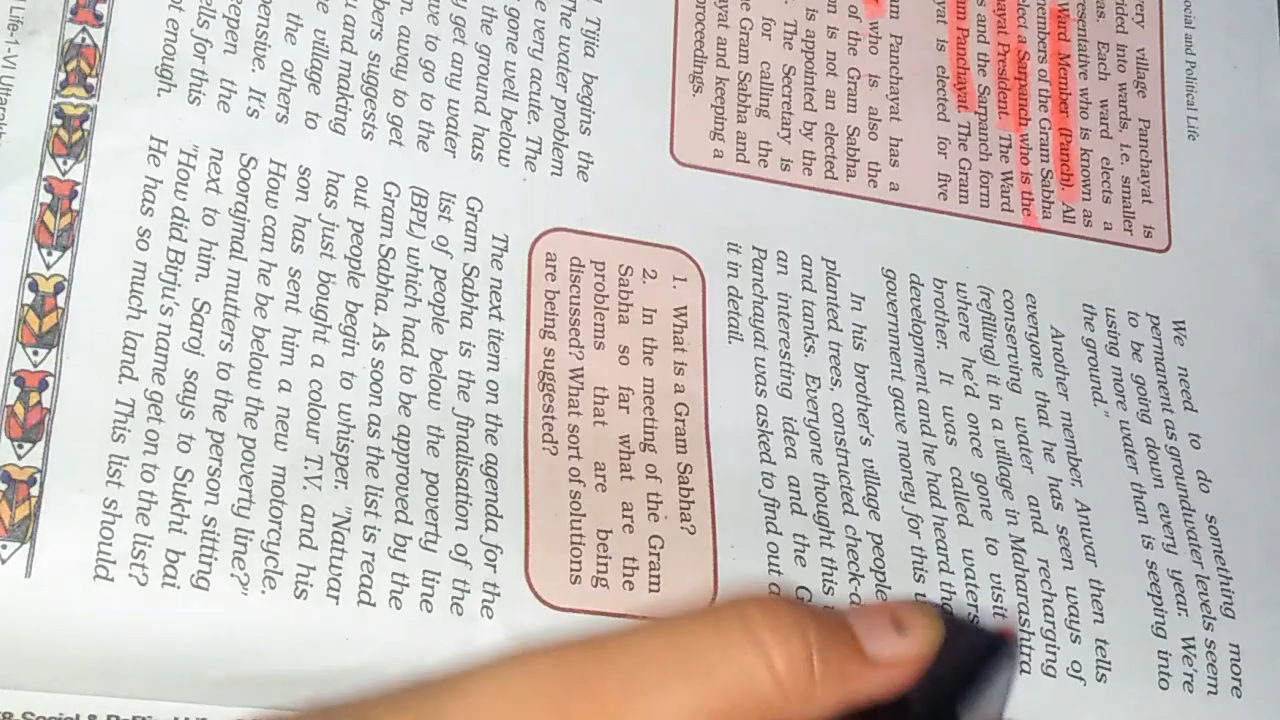 ocial and Political Life
very village Panchayat is
vided into wards, i.e. smaller
eas. Each ward elects a
resentative who is known as
Ward Member (Panch). All
members of the Gram Sabha
elect a Sarpanch who is the
hayat President. The Ward
s and the Sarpanch form
am Panchayat. The Gram
yat is elected for five
m Panchayat has a
who is also the
of the Gram Sabha.
on is not an elected
is appointed by the
. The Secretary is
for calling the
he Gram Sabha and
ayat and keeping a
proceedings.
Tijia begins the
The water problem
e very acute. The
gone well below
the ground has
y get any water
ve to go to the
m. away to get
bers suggests
and making
e village to
the others
pensive. It's
eepen the
ells for this
ot enough.
We need to do something more
permanent as groundwater levels seem
to be going down every year. We're
using more water than is seeping into
the ground."
Another member, Anwar then tells
everyone that he has seen ways of
conserving water and recharging
(refilling) it in a village in Maharashtra
where he'd once gone to visit
brother. It was called waters
development and he had heard tha
government gave money for this
In his brother's village people
planted trees, constructed check-d
and tanks. Everyone thought this
an interesting idea and the G
Panchayat was asked to find out a
it in detail.
1. What is a Gram Sabha?
2. In the meeting of the Gram
Sabha so far what are the
problems that are being
discussed? What sort of solutions
are being suggested?
The next item on the agenda for the
Gram Sabha is the finalisation of the
list of people below the poverty line
(BPL) which had to be approved by the
Gram Sabha. As soon as the list is read
out people begin to whisper. "Natwar
has just bought a colour T.V. and his
son has sent him a new motorcycle.
How can he be below the poverty line?"
Soorajmal mutters to the person sitting
next to him. Saroj says to Sukhi bai
"How did Birju's name get on to the list?
He has so much land. This list should